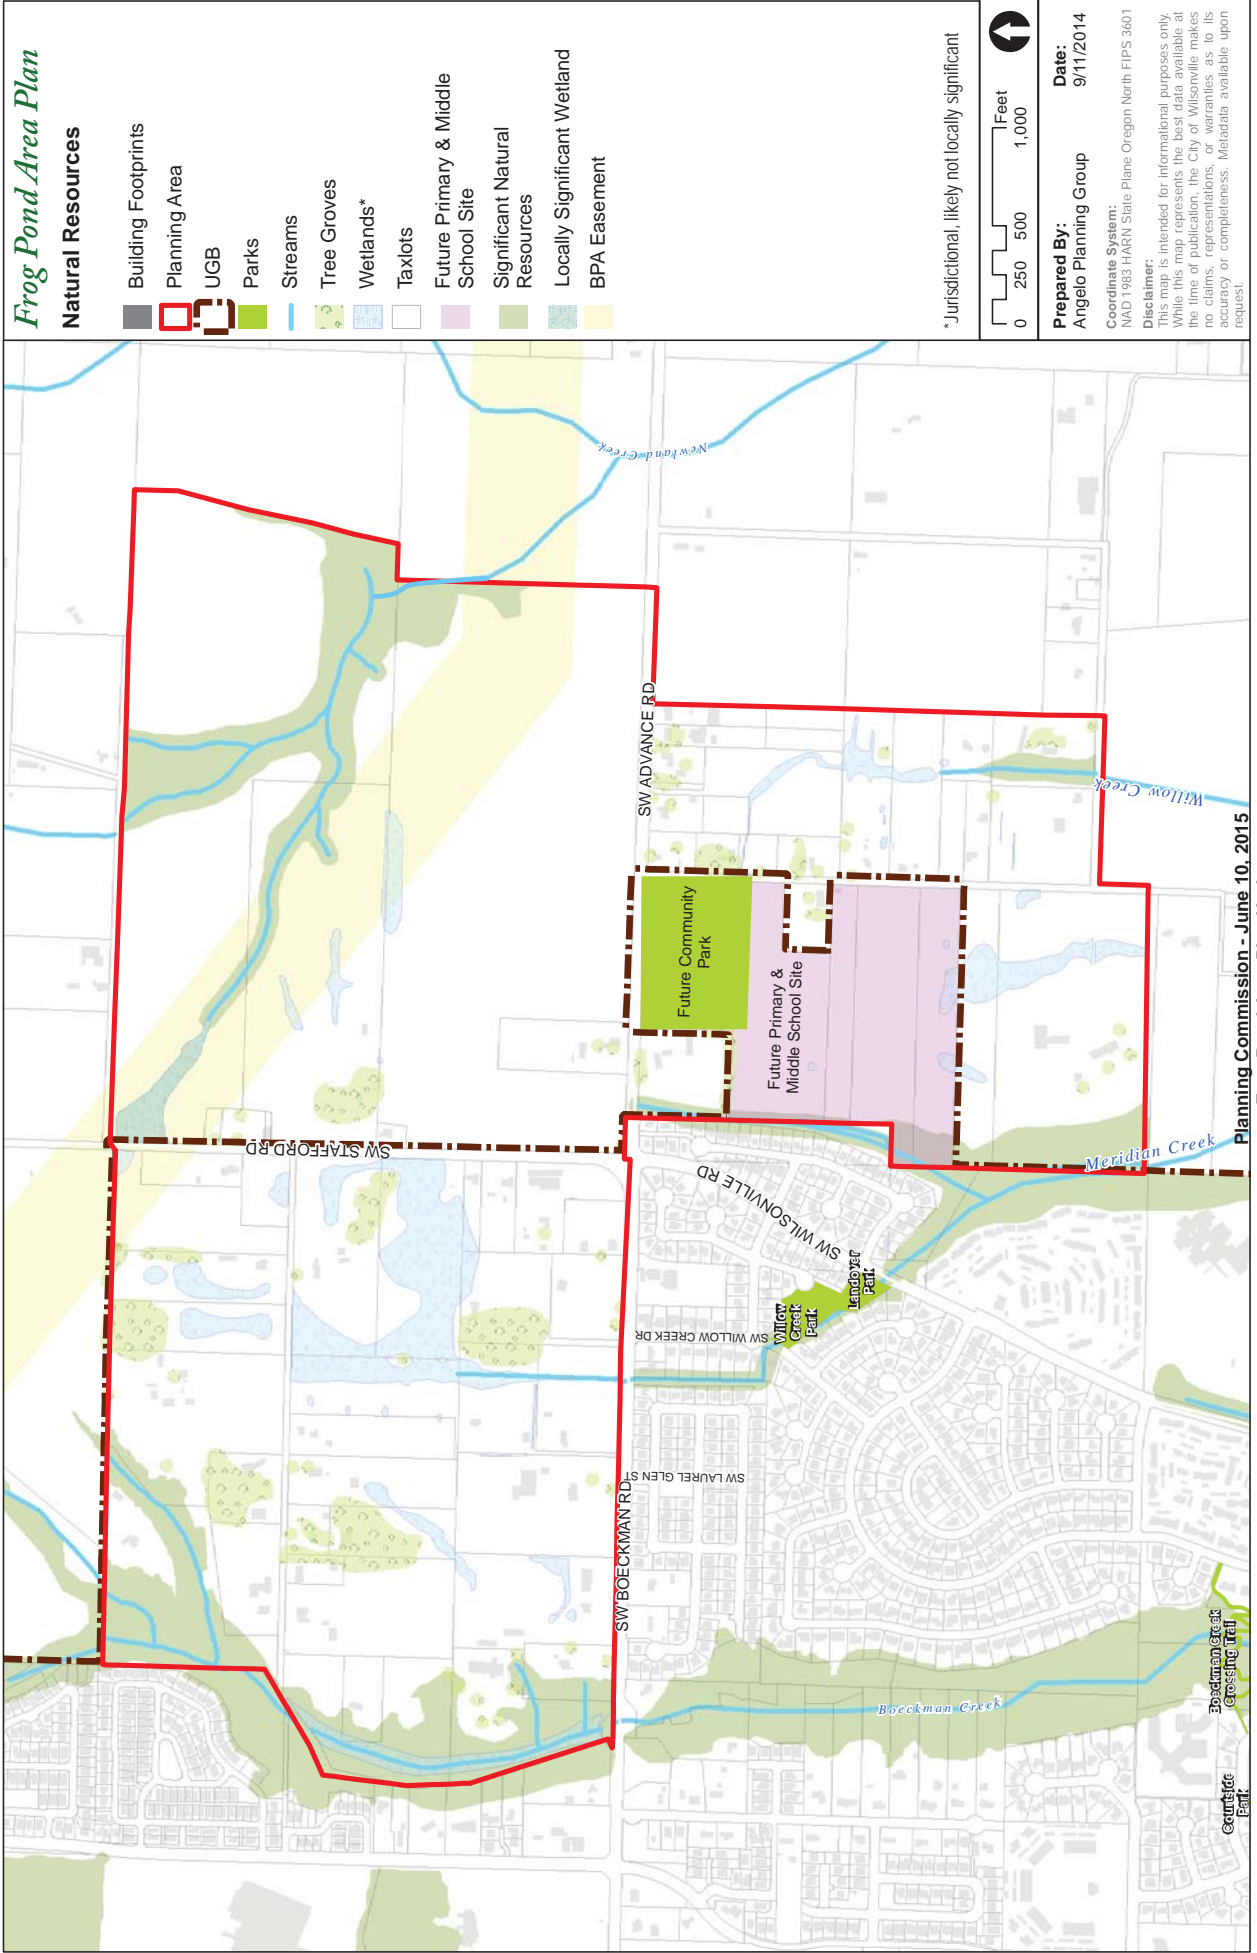 Frog Pond Area Plan
Natural Resources
Building Footprints
Planning Area
UGB
Parks
Streams
Tree Groves
Wetlands*
Taxlots
Future Primary & Middle
School Site
Significant Natural
Resources
Locally Significant Wetland
BPA Easement
*Jurisdictional, likely not locally significant
0 250 500 1,000
Feet
Prepared By:
Angelo Planning Group
Date:
9/11/2014
Coordinate System:
NAD 1983 HARN State Plane Oregon North FIPS 3601
Disclaimer:
This map is intended for informational purposes only.
While this map represents the best data available at
the time of publication, the City of Wilsonville makes
no claims, representations, or warranties as to its
accuracy or completeness. Metadata available upon
request.
Newland Creek
SW ADVANCE RD
Willow Creek
Future Community
Park
Future Primary &
Middle School Site
SW STAFFORD RD
Meridian Creek
SW WILSONVILLE RD
Landover
Park
Willow
Creek
Park
SW WILLOW CREEK DR
SW LAUREL GLEN ST
SW BOECKMAN RD
Boeckman Creek
Boeckman Creek
Crossing Trail
Courtside
Park
Planning Commission - June 10, 2015